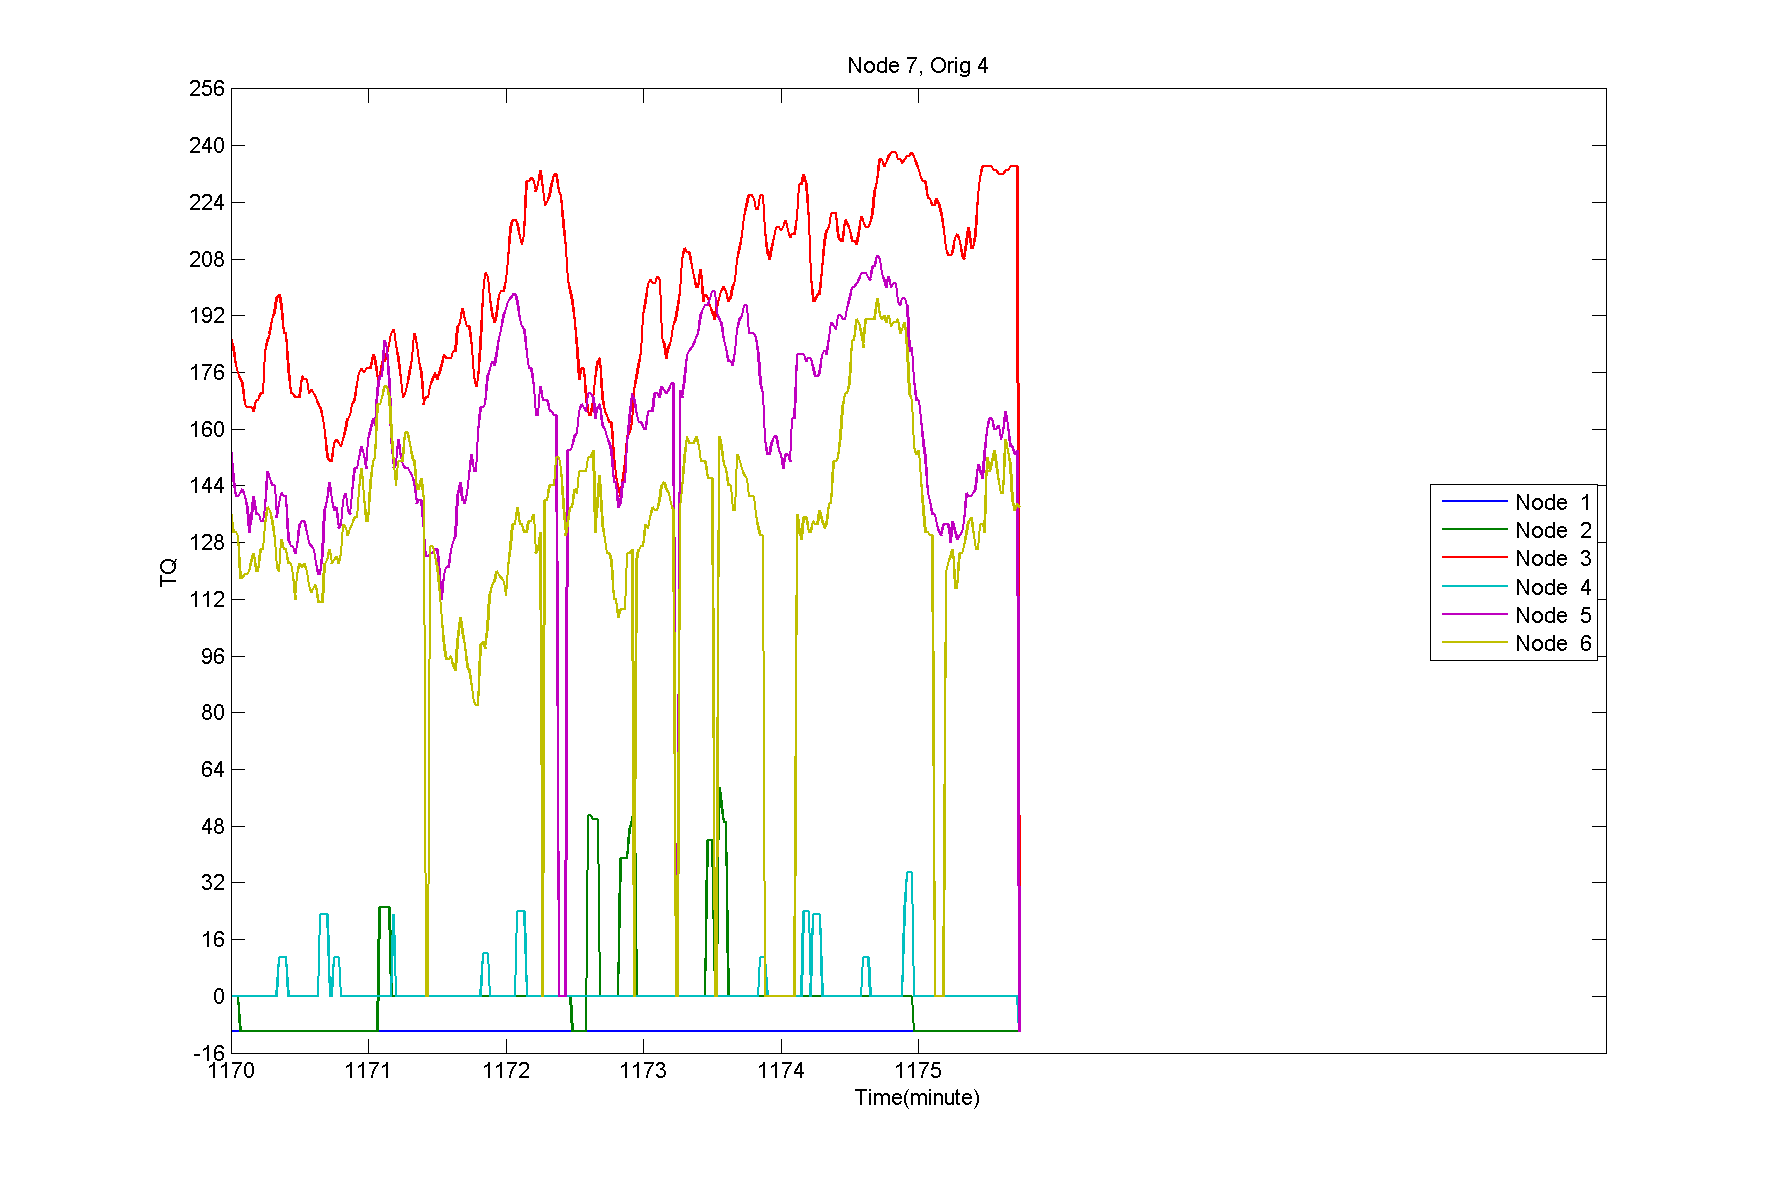 Node 7, Orig 4
256
240
224
208
192
176
160
144
128
112
96
80
64
48
32
16
0
-16
TQ
1170 1171 1172 1173 1174 1175
Time(minute)
Node 1
Node 2
Node 3
Node 4
Node 5
Node 6